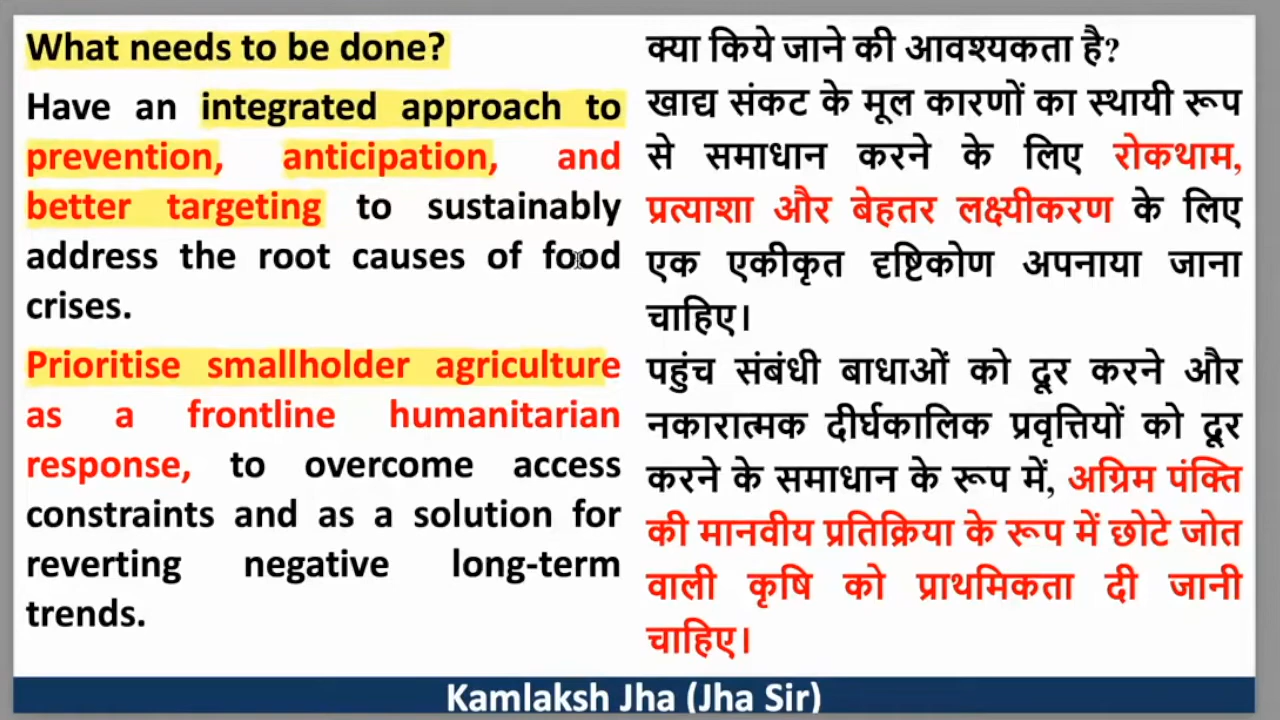 What needs to be done?
Have an integrated approach to
prevention, anticipation, and
better targeting to sustainably
address the root causes of food
crises.
Prioritise smallholder agriculture
as a frontline humanitarian
response, to overcome access
constraints and as a solution for
reverting negative long-term
trends.
क्या किये जाने की आवश्यकता है?
खाद्य संकट के मूल कारणों का स्थायी रूप
से समाधान करने के लिए रोकथाम,
प्रत्याशा और बेहतर लक्ष्यीकरण के लिए
एक एकीकृत दृष्टिकोण अपनाया जाना
चाहिए।
पहुंच संबंधी बाधाओं को दूर करने और
नकारात्मक दीर्घकालिक प्रवृत्तियों को दूर
करने के समाधान के रूप में, अग्रिम पंक्ति
की मानवीय प्रतिक्रिया के रूप में छोटे जोत
वाली कृषि को प्राथमिकता दी जानी
चाहिए।
Kamlaksh Jha (Jha Sir)